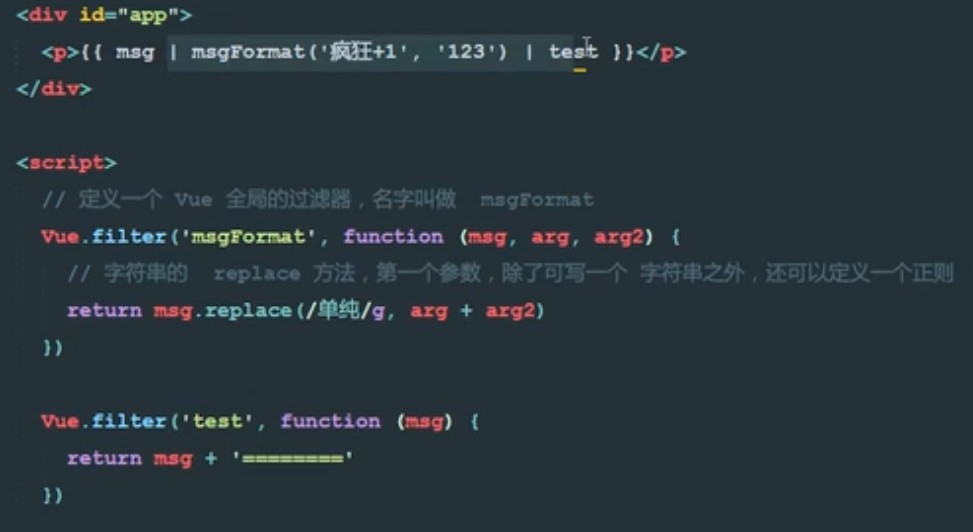 <div id="app">
<p>{{ msg | msgFormat('疯狂+1', '123') | test }}</p>
</div>
<script>
// 定义一个 Vue 全局的过滤器，名字叫做 msgFormat
Vue.filter('msgFormat', function (msg, arg, arg2) {
// 字符串的 replace 方法，第一个参数，除了可写一个 字符串之外，还可以定义一个正则
return msg.replace(/单纯/g, arg + arg2)
})
Vue.filter('test', function (msg) {
return msg + '========'
})